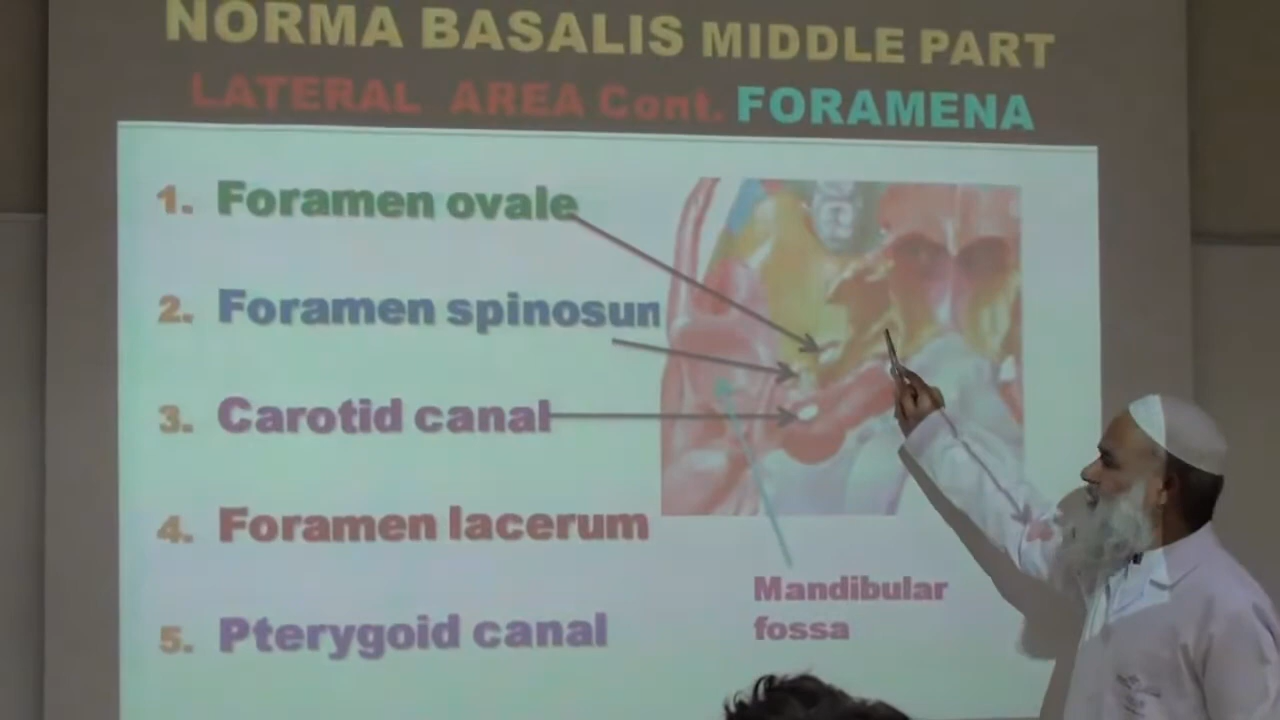 NORMA BASALIS MIDDLE PART
LATERAL AREA Cont. FORAMENA
1. Foramen ovale
2. Foramen spinosum
3. Carotid canal
4. Foramen lacerum
5. Pterygoid canal
Mandibular
fossa